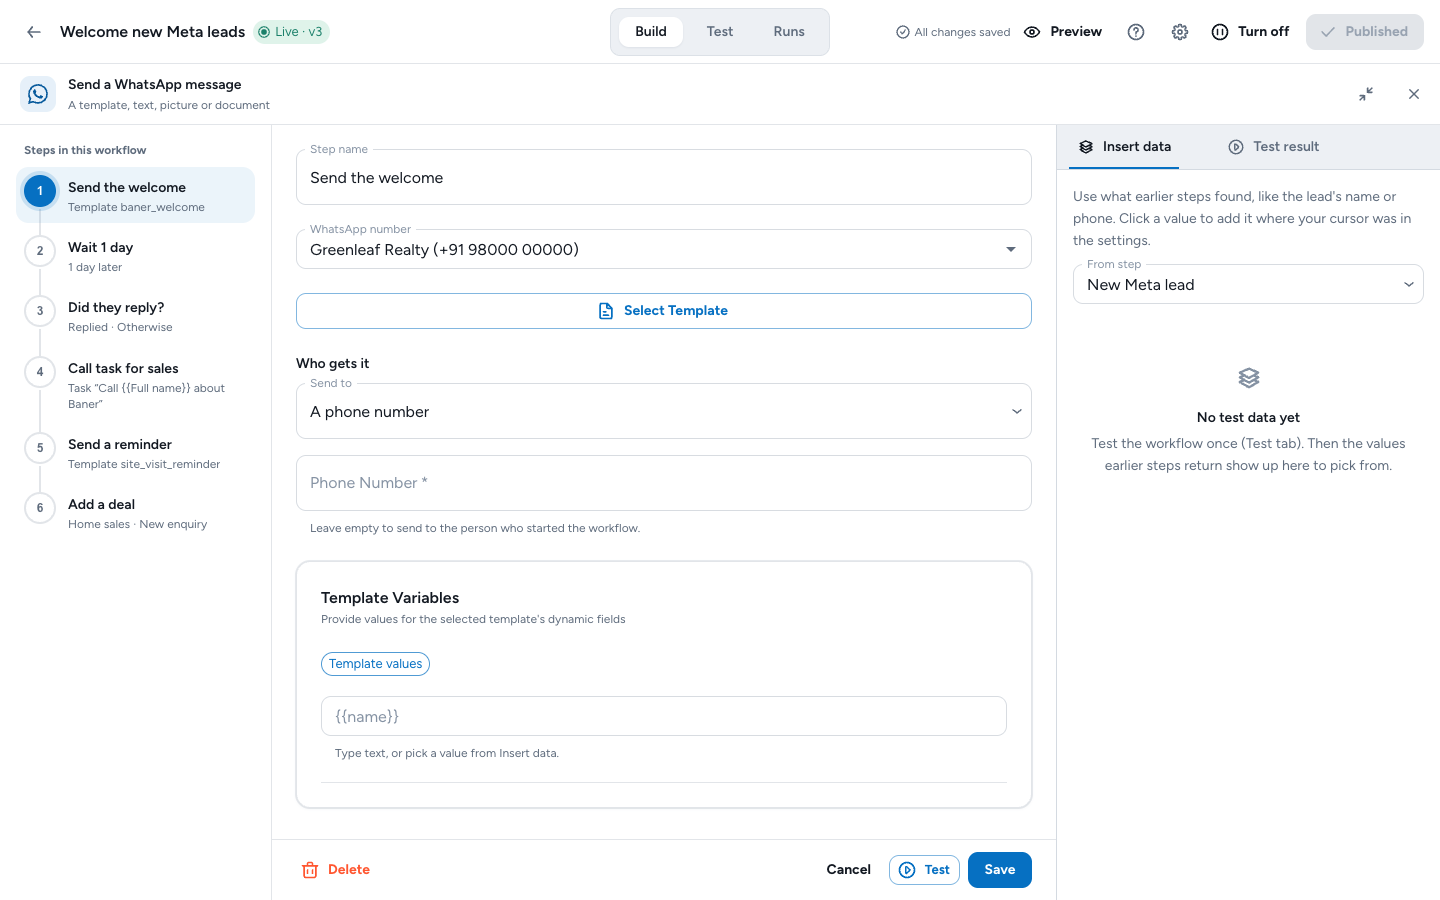 Welcome new Meta leads
Live · v3
Build
Test
Runs
All changes saved
Preview
Turn off
Published
Send a WhatsApp message
A template, text, picture or document
Steps in this workflow
1
Send the welcome
Template baner_welcome
2
Wait 1 day
1 day later
3
Did they reply?
Replied · Otherwise
4
Call task for sales
Task “Call {{Full name}} about
Baner”
5
Send a reminder
Template site_visit_reminder
6
Add a deal
Home sales · New enquiry
Step name
Send the welcome
WhatsApp number
Greenleaf Realty (+91 98000 00000)
Select Template
Who gets it
Send to
A phone number
Phone Number *
Leave empty to send to the person who started the workflow.
Template Variables
Provide values for the selected template's dynamic fields
Template values
{{name}}
Type text, or pick a value from Insert data.
Delete
Cancel
Test
Save
Insert data
Test result
Use what earlier steps found, like the lead's name or
phone. Click a value to add it where your cursor was in
the settings.
From step
New Meta lead
No test data yet
Test the workflow once (Test tab). Then the values
earlier steps return show up here to pick from.